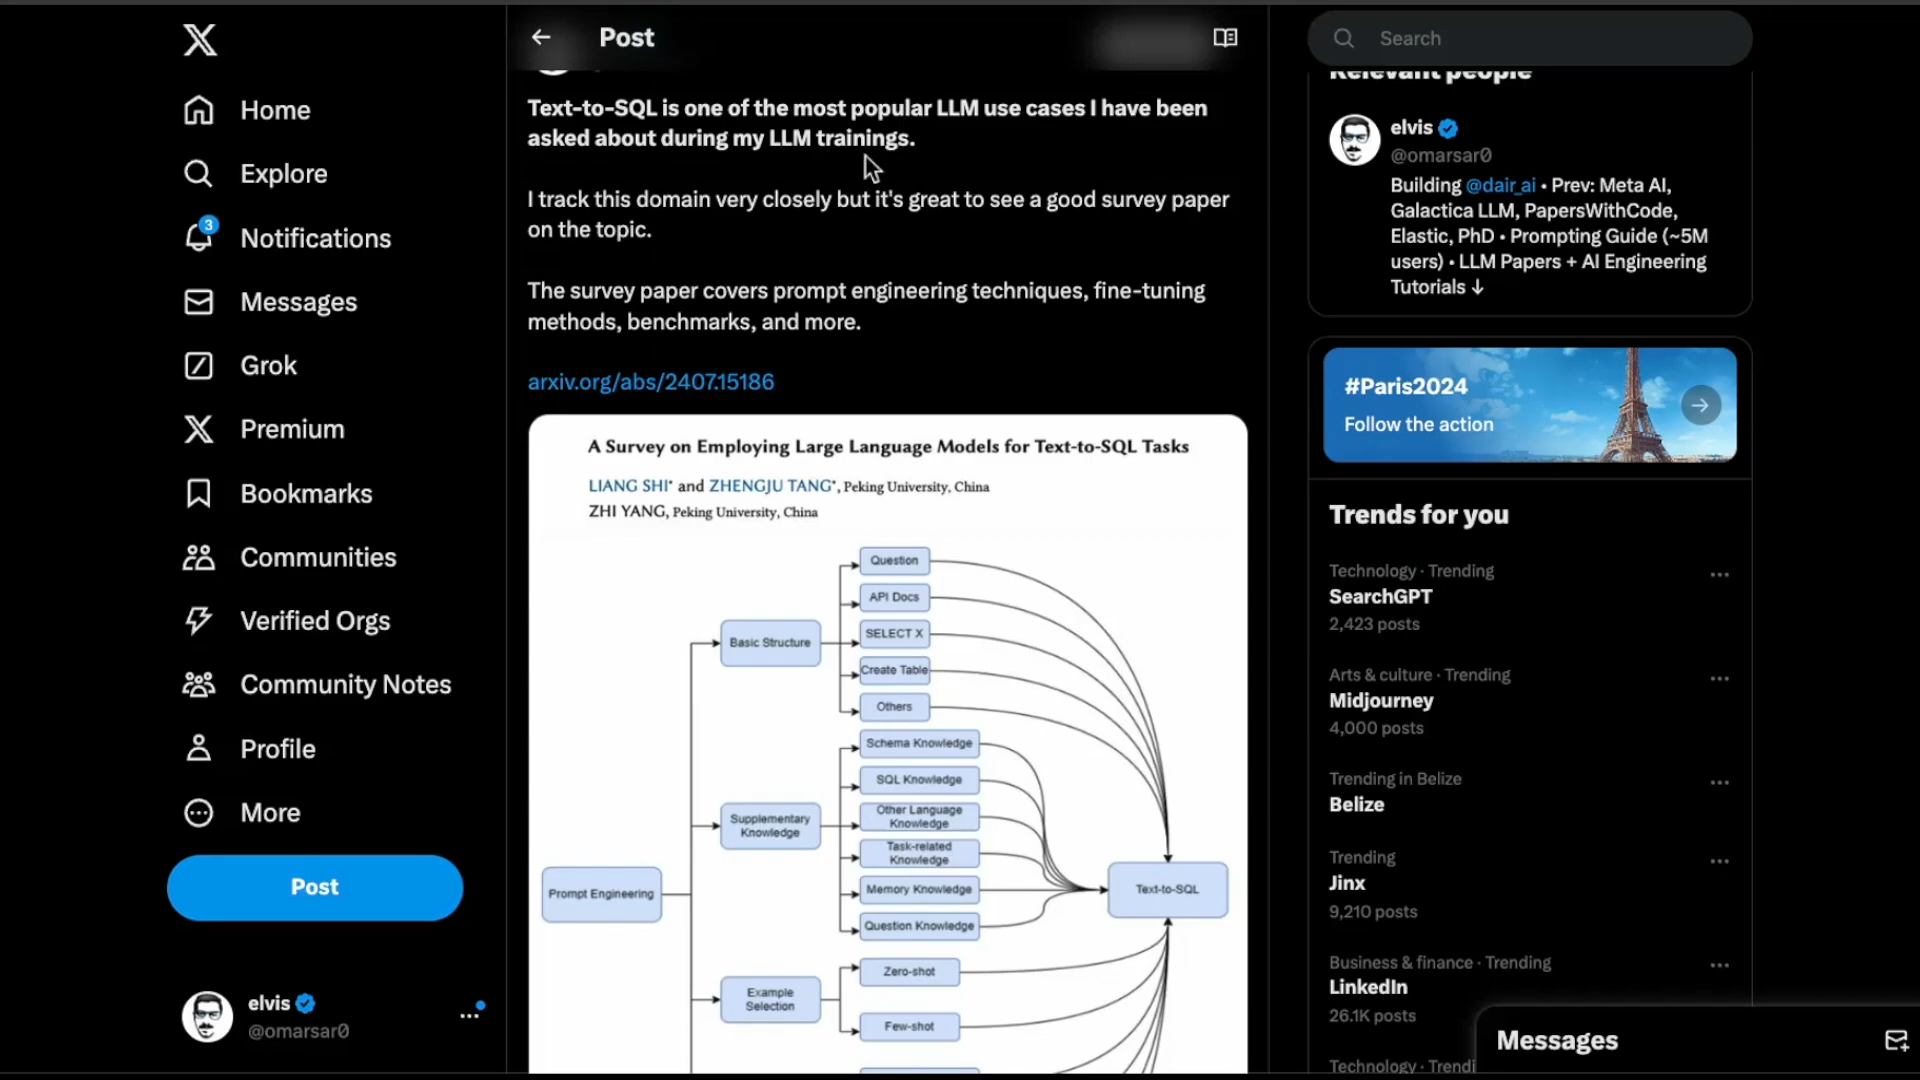 Home
Explore
3
Notifications
Messages
Grok
Premium
Bookmarks
Communities
Verified Orgs
Community Notes
Profile
More
Post
elvis
@omarsar0
Post
Text-to-SQL is one of the most popular LLM use cases I have been
asked about during my LLM trainings.
I track this domain very closely but it's great to see a good survey paper
on the topic.
The survey paper covers prompt engineering techniques, fine-tuning
methods, benchmarks, and more.
arxiv.org/abs/2407.15186
A Survey on Employing Large Language Models for Text-to-SQL Tasks
LIANG SHI* and ZHENGJU TANG*, Peking University, China
ZHI YANG, Peking University, China
Question
API Docs
Basic Structure
SELECT X
Create Table
Others
Schema Knowledge
SQL Knowledge
Supplementary
Knowledge
Other Language
Knowledge
Task-related
Knowledge
Prompt Engineering
Memory Knowledge
Text-to-SQL
Question Knowledge
Zero-shot
Example
Selection
Few-shot
Search
Relevant people
elvis
@omarsar0
Building @dair_ai • Prev: Meta AI,
Galactica LLM, PapersWithCode,
Elastic, PhD • Prompting Guide (~5M
users) • LLM Papers + AI Engineering
Tutorials ↓
#Paris2024
Follow the action
Trends for you
Technology · Trending
SearchGPT
2,423 posts
Arts & culture · Trending
Midjourney
4,000 posts
Trending in Belize
Belize
Trending
Jinx
9,210 posts
Business & finance · Trending
LinkedIn
26.1K posts
Technology · Trendi
Messages